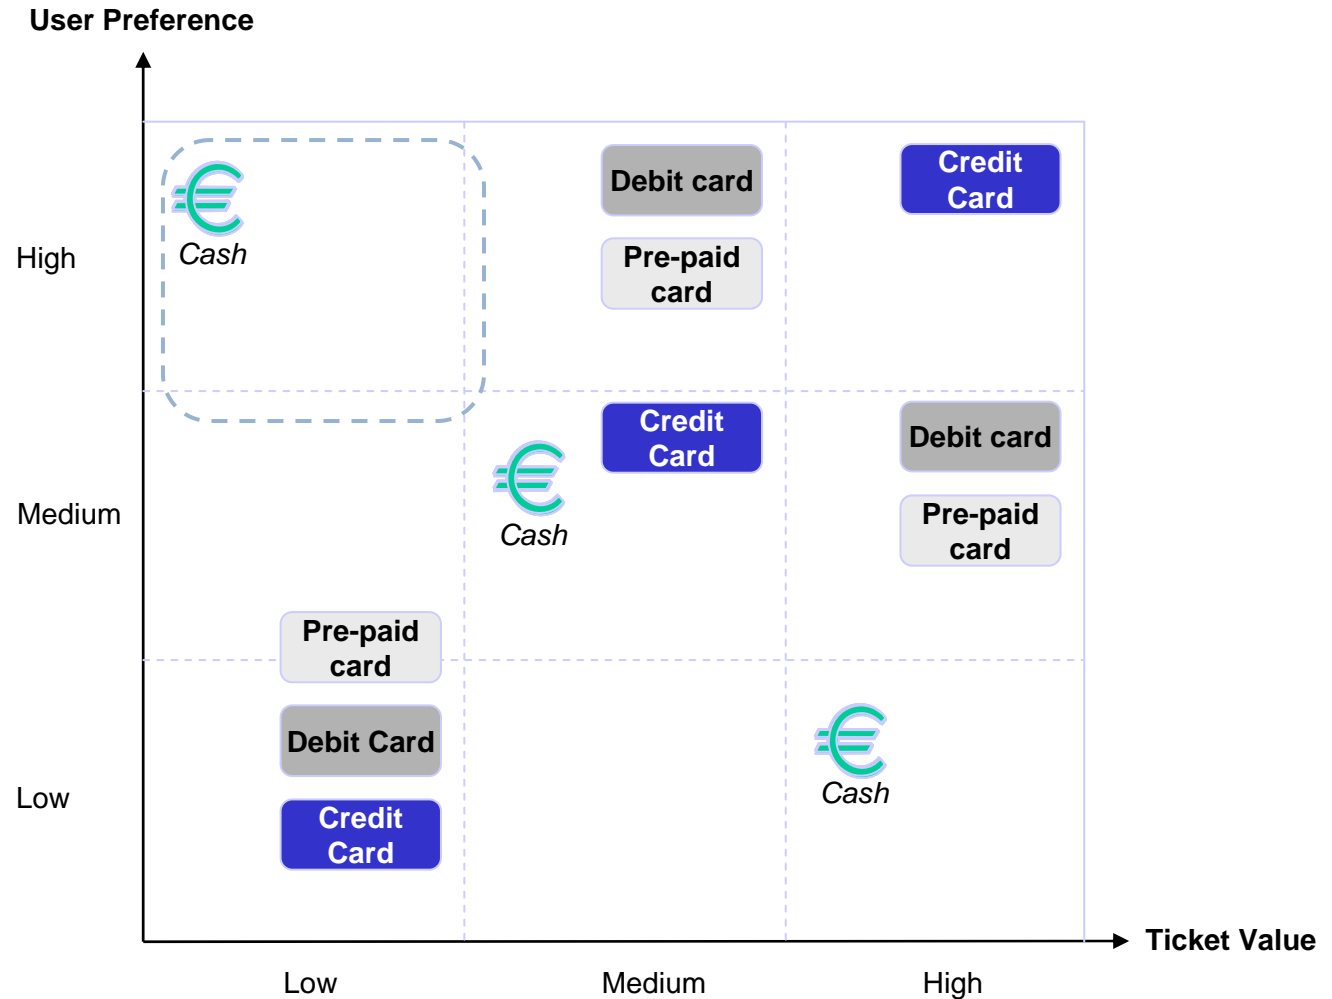 User Preference
High
Cash
Debit card
Pre-paid
card
Credit
Card
Medium
Cash
Credit
Card
Debit card
Pre-paid
card
Low
Pre-paid
card
Debit Card
Credit
Card
Cash
Ticket Value
Low
Medium
High